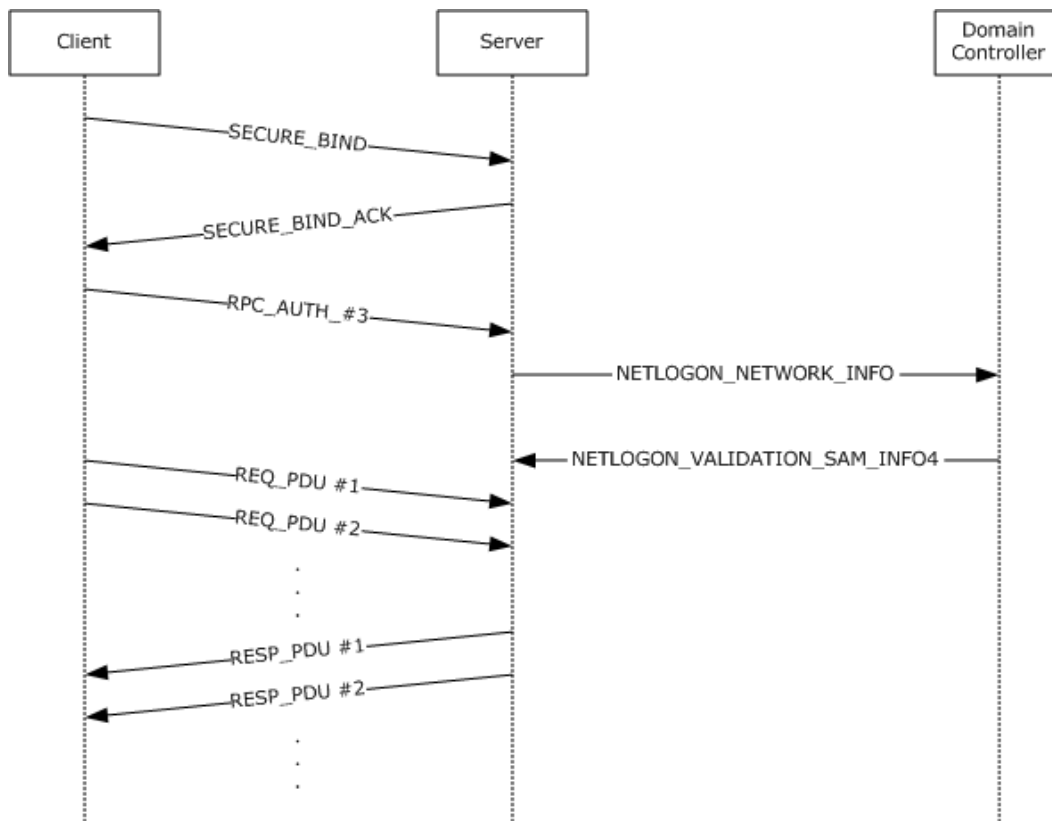 Client
Server
Domain
Controller
SECURE_BIND
SECURE_BIND_ACK
RPC_AUTH_#3
NETLOGON_NETWORK_INFO
NETLOGON_VALIDATION_SAM_INFO4
REQ_PDU #1
REQ_PDU #2
.
.
.
RESP_PDU #1
RESP_PDU #2
.
.
.